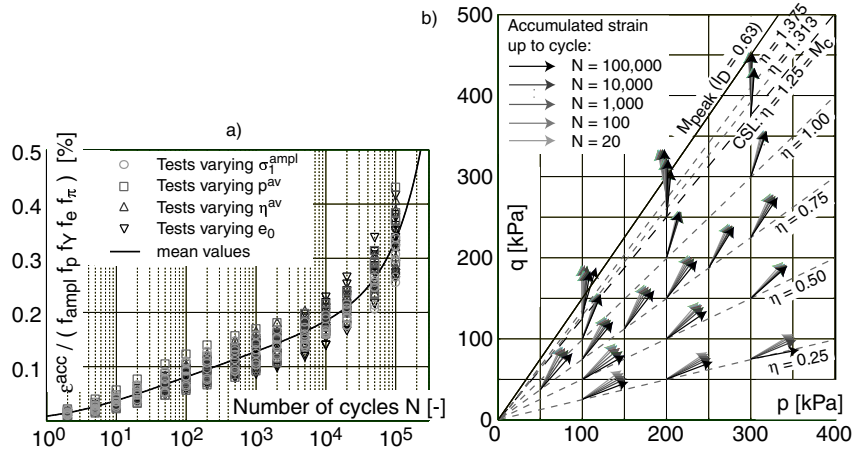 a)
0.5
0.4
0.3
0.2
0.1
ε^acc / ( f_ampl f_p f_Y f_e f_π ) [%]
Tests varying σ_1^ampl
Tests varying p^av
Tests varying η^av
Tests varying e_0
mean values
Number of cycles N [-]
10^0 10^1 10^2 10^3 10^4 10^5
b)
500
400
300
200
100
0
q [kPa]
Accumulated strain
up to cycle:
N = 100,000
N = 10,000
N = 1,000
N = 100
N = 20
M_peak (I_D = 0.63)
η = 1.375
η = 1.313
CSL: η = 1.25 = M_c
η = 1.00
η = 0.75
η = 0.50
η = 0.25
p [kPa]
0 100 200 300 400